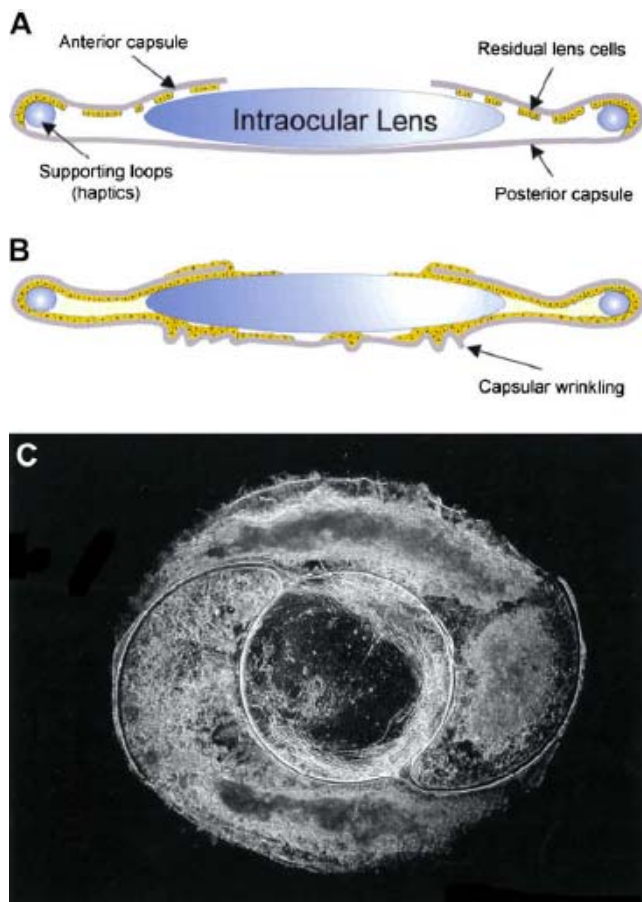 A
Anterior capsule
Residual lens cells
Intraocular Lens
Supporting loops
(haptics)
Posterior capsule
B
Capsular wrinkling
C